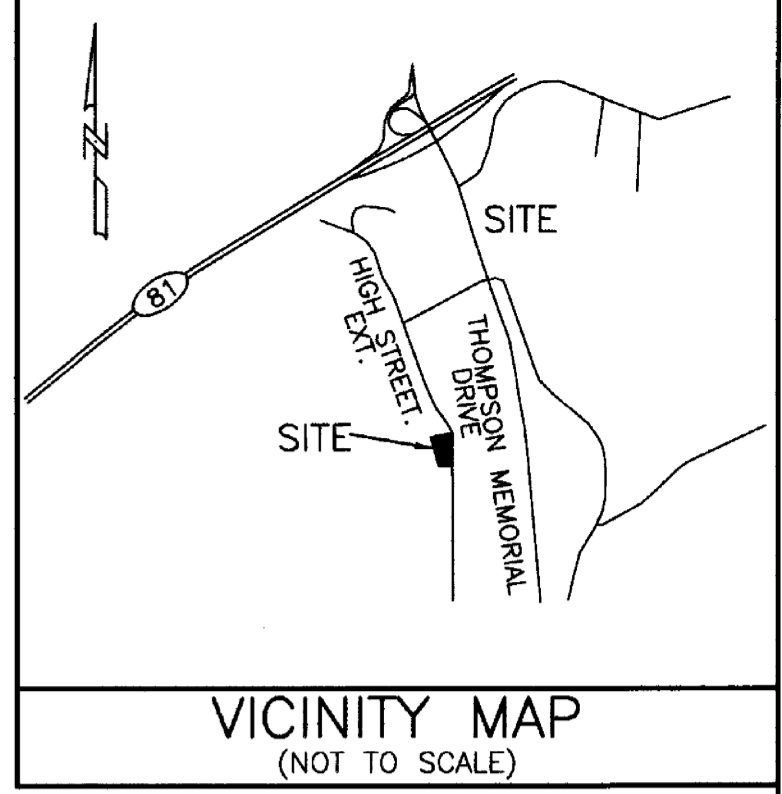 N
SITE
81
HIGH STREET.
EXT.
THOMPSON MEMORIAL
DRIVE
SITE
VICINITY MAP
(NOT TO SCALE)